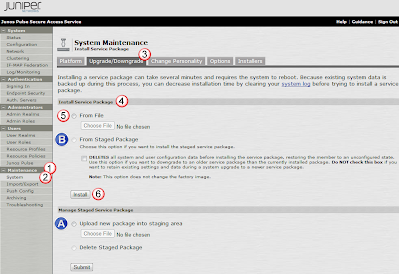 JUNIPER
NETWORKS
Junos Pulse Secure Access Service
Help | Guidance | Sign Out
System
Status
Configuration
Network
Clustering
IF-MAP Federation
Log/Monitoring
Authentication
Signing In
Endpoint Security
Auth. Servers
Administrators
Admin Realms
Admin Roles
Users
User Realms
User Roles
Resource Profiles
Resource Policies
Junos Pulse
Maintenance 1
System 2
Import/Export
Push Config
Archiving
Troubleshooting
System Maintenance
Install Service Package
3
Platform Upgrade/Downgrade Change Personality Options Installers
Installing a service package can take several minutes and requires the system to reboot. Because existing system data is
backed up during this process, you can decrease installation time by clearing your system log before trying to install a service
package.
Install Service Package 4
5 From File
Choose File No file chosen
B From Staged Package
Choose this option if you want to install the staged service package.
DELETES all system and user configuration data before installing the service package, restoring the member to an unconfigured state.
Use this option if you want to downgrade to an older service package than the currently installed package. Do NOT check the box if you
want to retain existing settings and data during a system upgrade to a newer service package.
Note: This option does not change the factory image.
Install 6
Manage Staged Service Package
A Upload new package into staging area
Choose File No file chosen
Delete Staged Package
Submit